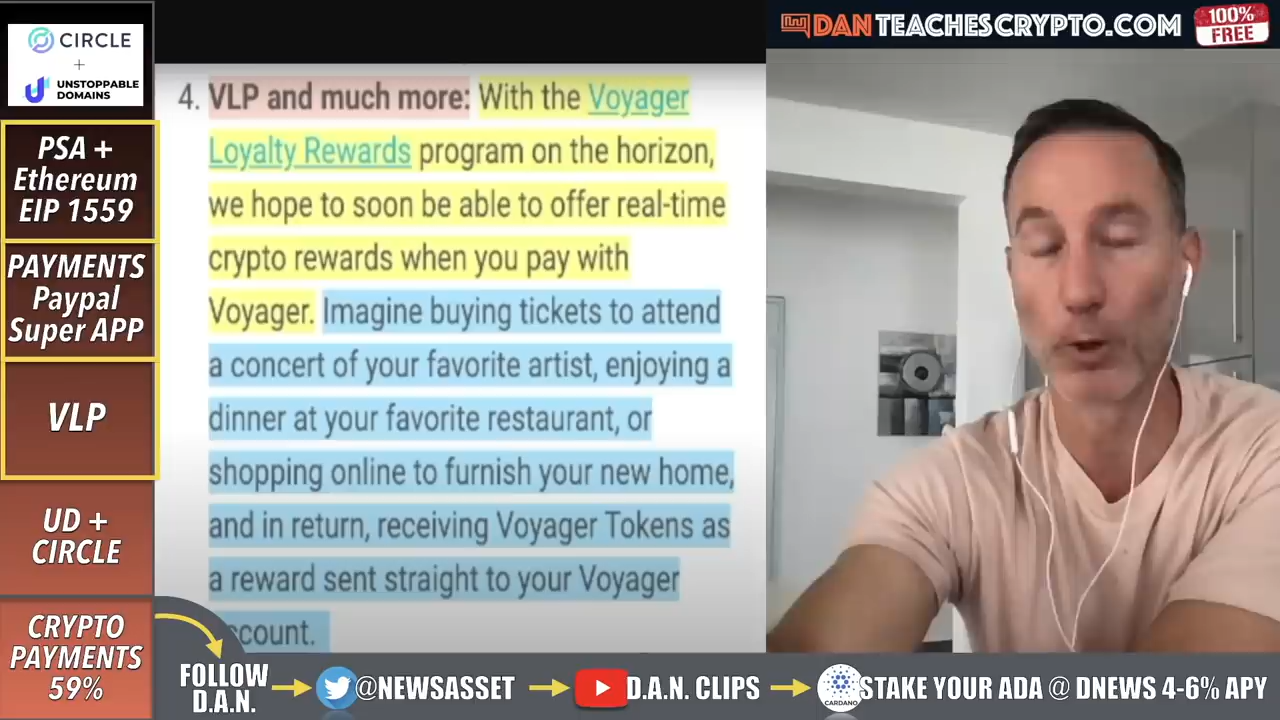 CIRCLE
+
UNSTOPPABLE
DOMAINS
PSA +
Ethereum
EIP 1559
PAYMENTS
Paypal
Super APP
VLP
UD +
CIRCLE
CRYPTO
PAYMENTS
59%
4. VLP and much more: With the Voyager
Loyalty Rewards program on the horizon,
we hope to soon be able to offer real-time
crypto rewards when you pay with
Voyager. Imagine buying tickets to attend
a concert of your favorite artist, enjoying a
dinner at your favorite restaurant, or
shopping online to furnish your new home,
and in return, receiving Voyager Tokens as
a reward sent straight to your Voyager
ccount.
DANTEACHESCRYPTO.COM
100%
FREE
FOLLOW
D.A.N.
@NEWSASSET
D.A.N. CLIPS
CARDANO
STAKE YOUR ADA @ DNEWS 4-6% APY